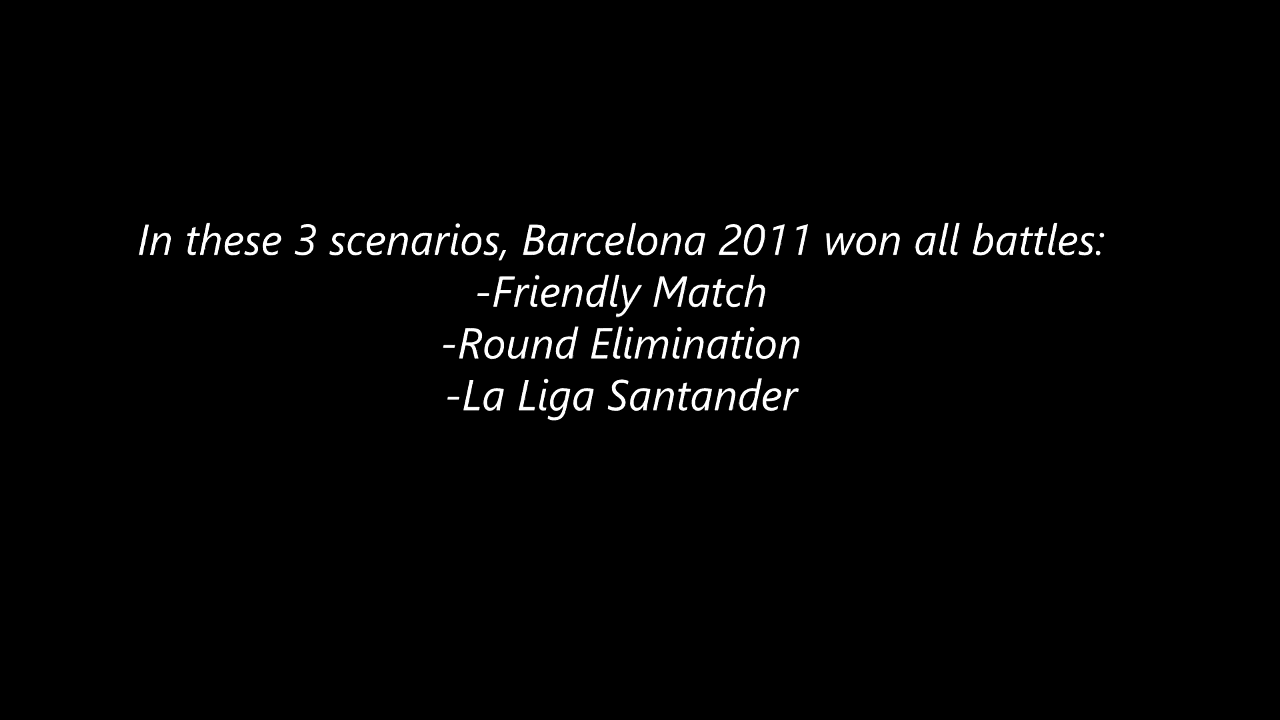 In these 3 scenarios, Barcelona 2011 won all battles:
-Friendly Match
-Round Elimination
-La Liga Santander